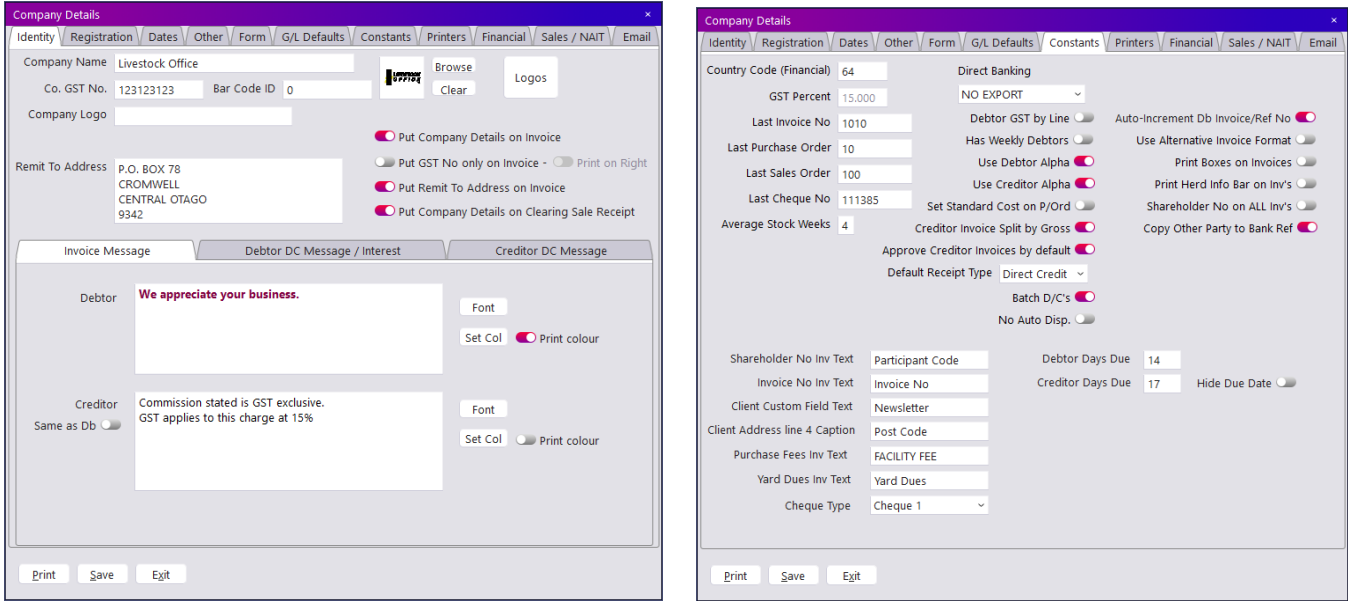 Company Details ×
Identity Registration Dates Other Form G/L Defaults Constants Printers Financial Sales / NAIT Email
Company Name Livestock Office
LIVESTOCK OFFICE
Browse
Logos
Co. GST No. 123123123 Bar Code ID 0 Clear
Company Logo
Put Company Details on Invoice
Put GST No only on Invoice - Print on Right
Remit To Address P.O. BOX 78
CROMWELL
CENTRAL OTAGO
9342
Put Remit To Address on Invoice
Put Company Details on Clearing Sale Receipt
Invoice Message Debtor DC Message / Interest Creditor DC Message
Debtor We appreciate your business.
Font
Set Col Print colour
Creditor Commission stated is GST exclusive.
GST applies to this charge at 15%
Same as Db
Font
Set Col Print colour
Print Save Exit
Company Details ×
Identity Registration Dates Other Form G/L Defaults Constants Printers Financial Sales / NAIT Email
Country Code (Financial) 64 Direct Banking
GST Percent 15.000 NO EXPORT
Last Invoice No 1010 Debtor GST by Line Auto-Increment Db Invoice/Ref No
Has Weekly Debtors Use Alternative Invoice Format
Last Purchase Order 10 Use Debtor Alpha Print Boxes on Invoices
Last Sales Order 100 Use Creditor Alpha Print Herd Info Bar on Inv's
Last Cheque No 111385 Set Standard Cost on P/Ord Shareholder No on ALL Inv's
Average Stock Weeks 4 Creditor Invoice Split by Gross Copy Other Party to Bank Ref
Approve Creditor Invoices by default
Default Receipt Type Direct Credit
Batch D/C's
No Auto Disp.
Shareholder No Inv Text Participant Code Debtor Days Due 14
Invoice No Inv Text Invoice No Creditor Days Due 17 Hide Due Date
Client Custom Field Text Newsletter
Client Address line 4 Caption Post Code
Purchase Fees Inv Text FACILITY FEE
Yard Dues Inv Text Yard Dues
Cheque Type Cheque 1
Print Save Exit